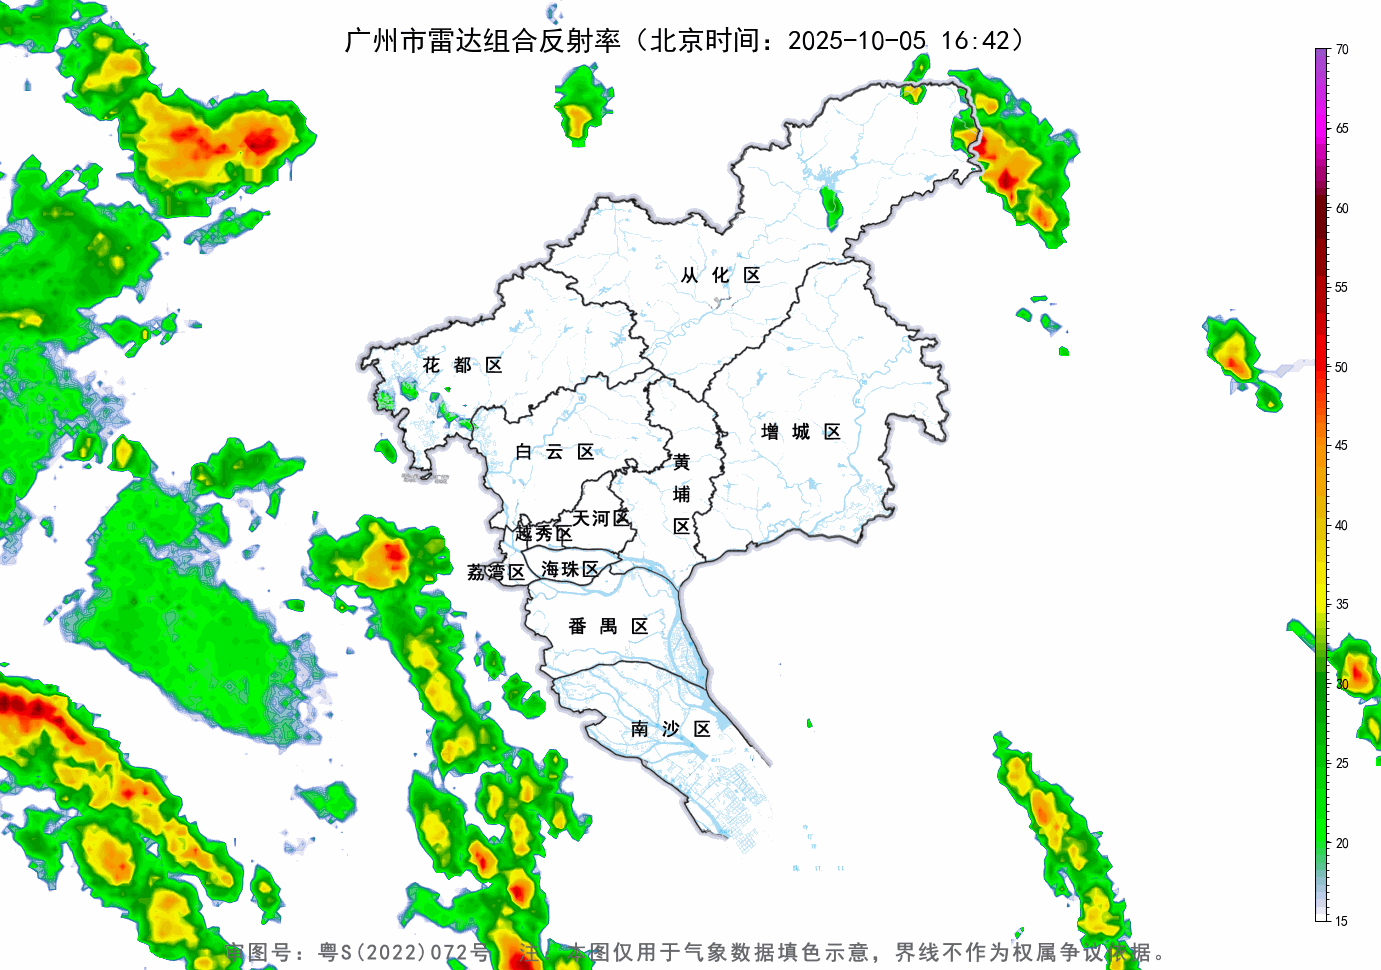 广州市雷达组合反射率（北京时间：2025-10-05 16:42）
70
65
60
55
50
45
40
35
30
25
20
15
从化区
花都区
增城区
白云区
黄埔区
天河区
越秀区
荔湾区
海珠区
番禺区
南沙区
审图号：粤S(2022)072号 注：本图仅用于气象数据填色示意，界线不作为权属争议依据。